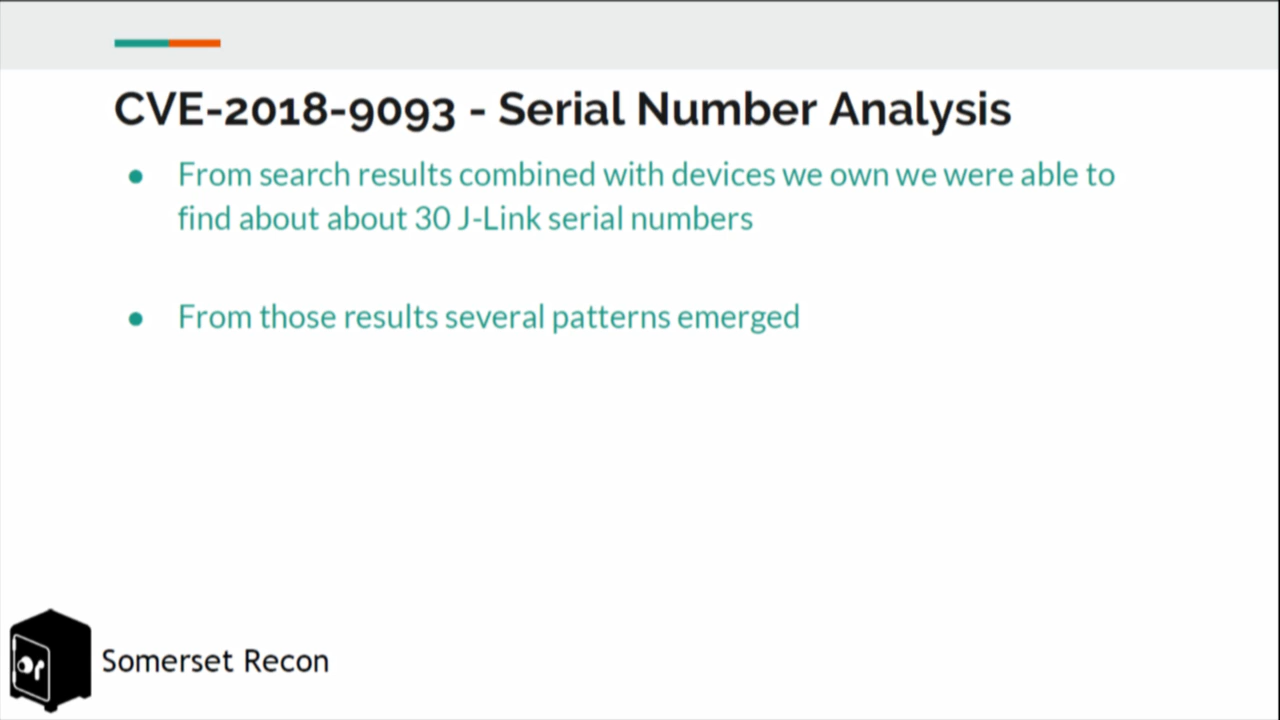 CVE-2018-9093 - Serial Number Analysis
● From search results combined with devices we own we were able to
find about about 30 J-Link serial numbers
● From those results several patterns emerged
Somerset Recon